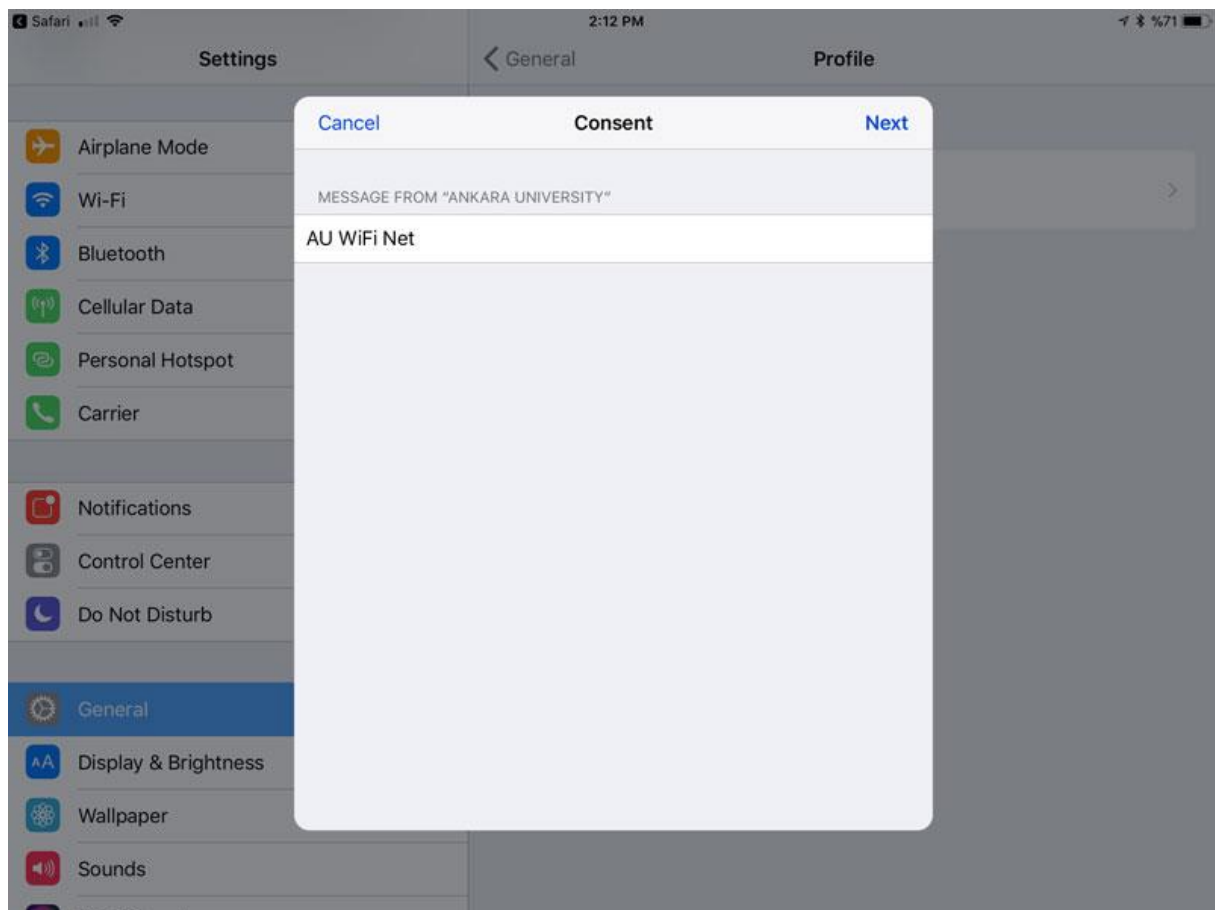 Safari
2:12 PM
%71
Settings
General
Profile
Cancel
Consent
Next
MESSAGE FROM “ANKARA UNIVERSITY”
AU WiFi Net
Airplane Mode
Wi-Fi
Bluetooth
Cellular Data
Personal Hotspot
Carrier
Notifications
Control Center
Do Not Disturb
General
AA Display & Brightness
Wallpaper
Sounds